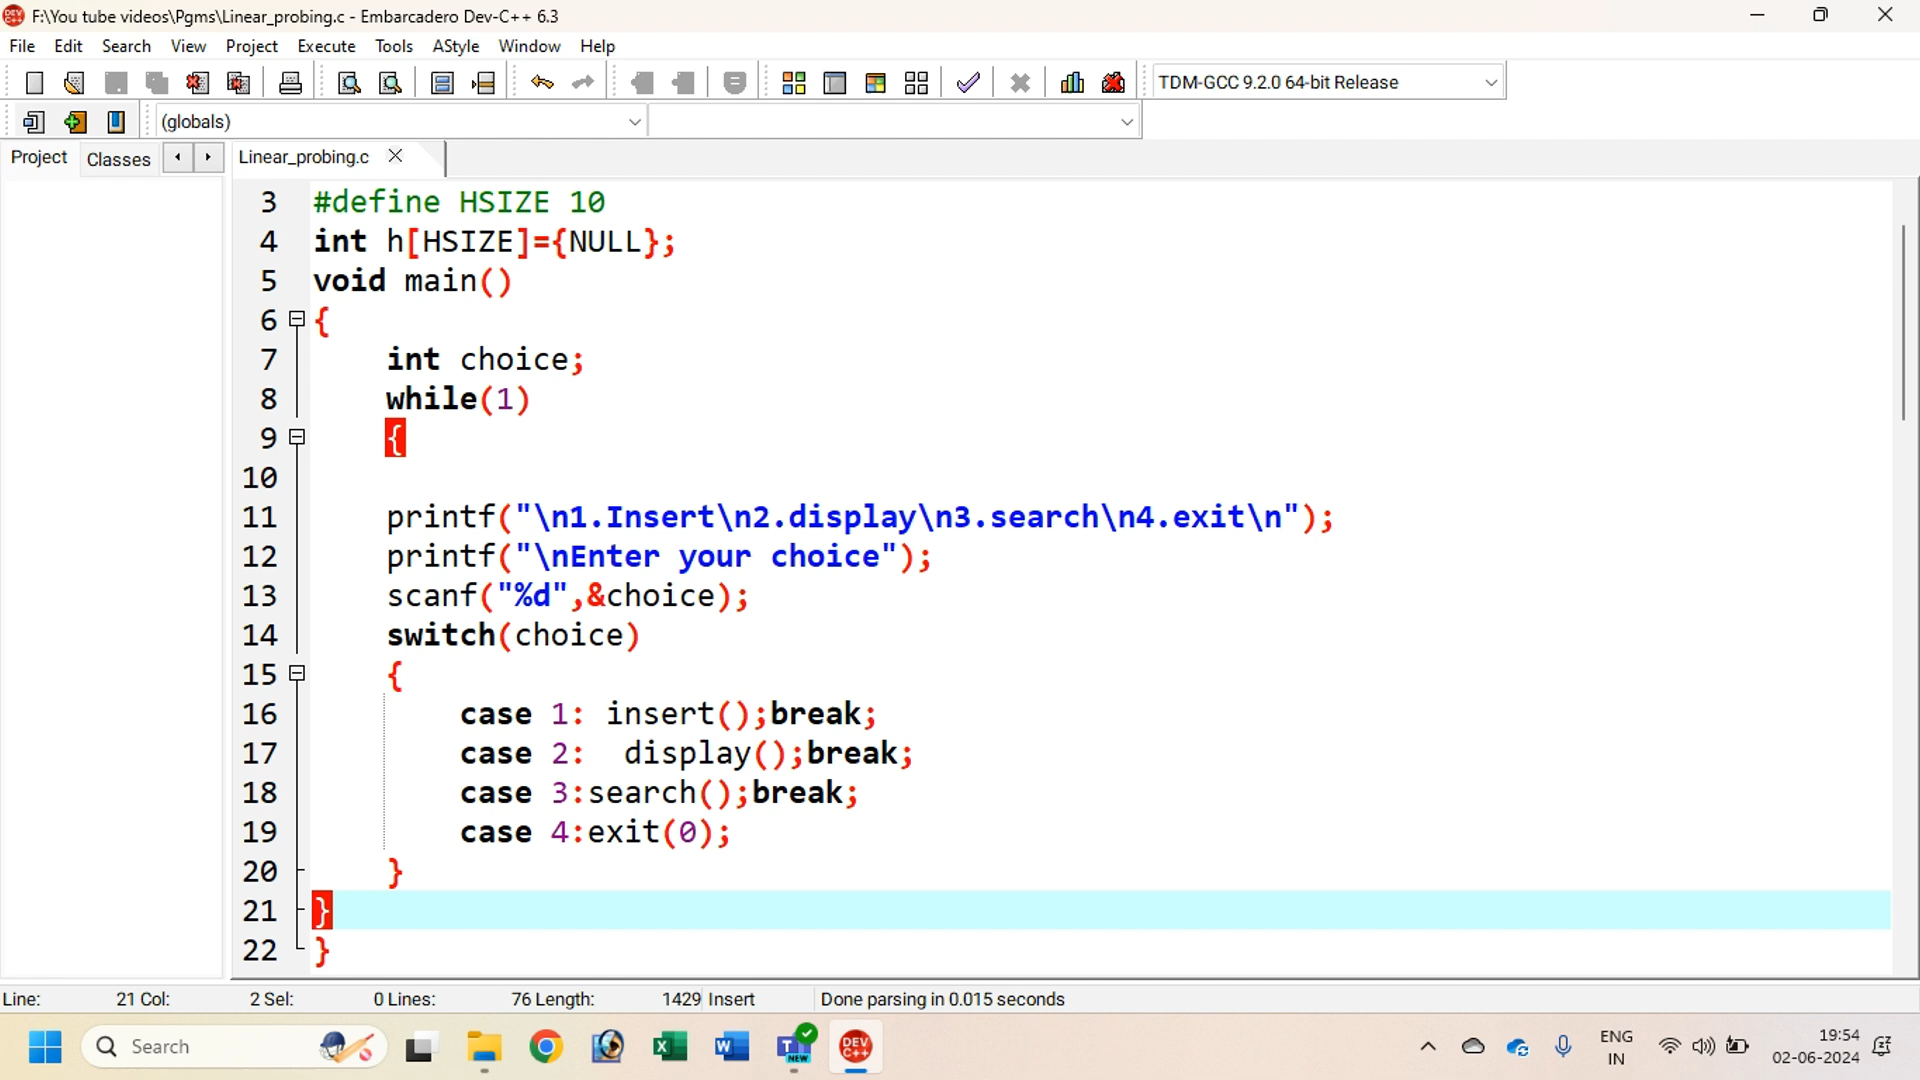 F:\You tube videos\Pgms\Linear_probing.c - Embarcadero Dev-C++ 6.3
File Edit Search View Project Execute Tools AStyle Window Help
TDM-GCC 9.2.0 64-bit Release
(globals)
Project Classes Linear_probing.c
3 #define HSIZE 10
4 int h[HSIZE]={NULL};
5 void main()
6 {
7 int choice;
8 while(1)
9 {
10
11 printf("\n1.Insert\n2.display\n3.search\n4.exit\n");
12 printf("\nEnter your choice");
13 scanf("%d",&choice);
14 switch(choice)
15 {
16 case 1: insert();break;
17 case 2:  display();break;
18 case 3:search();break;
19 case 4:exit(0);
20 }
21 }
22 }
Line: 21 Col: 2 Sel: 0 Lines: 76 Length: 1429 Insert Done parsing in 0.015 seconds
Search
NEW
DEV C++
ENG
IN
19:54
02-06-2024